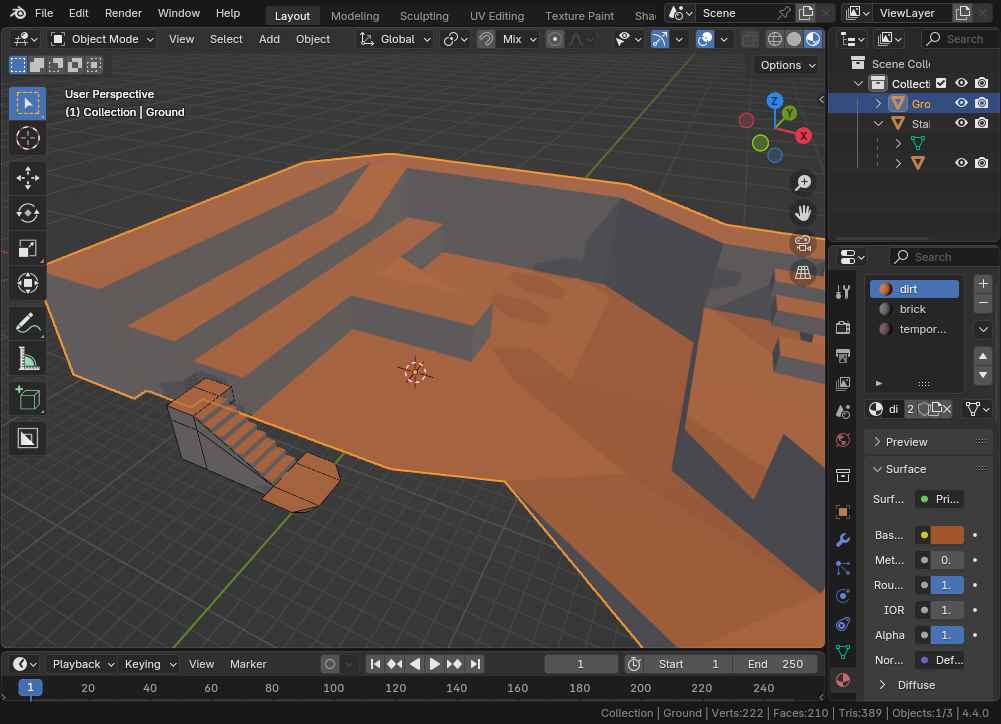 File Edit Render Window Help Layout Modeling Sculpting UV Editing Texture Paint Sha Scene ViewLayer
Object Mode View Select Add Object Global Mix Search
Options
User Perspective
(1) Collection | Ground
Z
Y
X
Scene Colle
Collecti
Gro
Stai
Search
dirt
brick
tempor...
di 2
Preview
Surface
Surf... Pri...
Bas...
Met... 0.
Rou... 1.
IOR 1.
Alpha 1.
Nor... Def...
Diffuse
Playback Keying View Marker 1 Start 1 End 250
1 20 40 60 80 100 120 140 160 180 200 220 240
Collection | Ground | Verts:222 | Faces:210 | Tris:389 | Objects:1/3 | 4.4.0